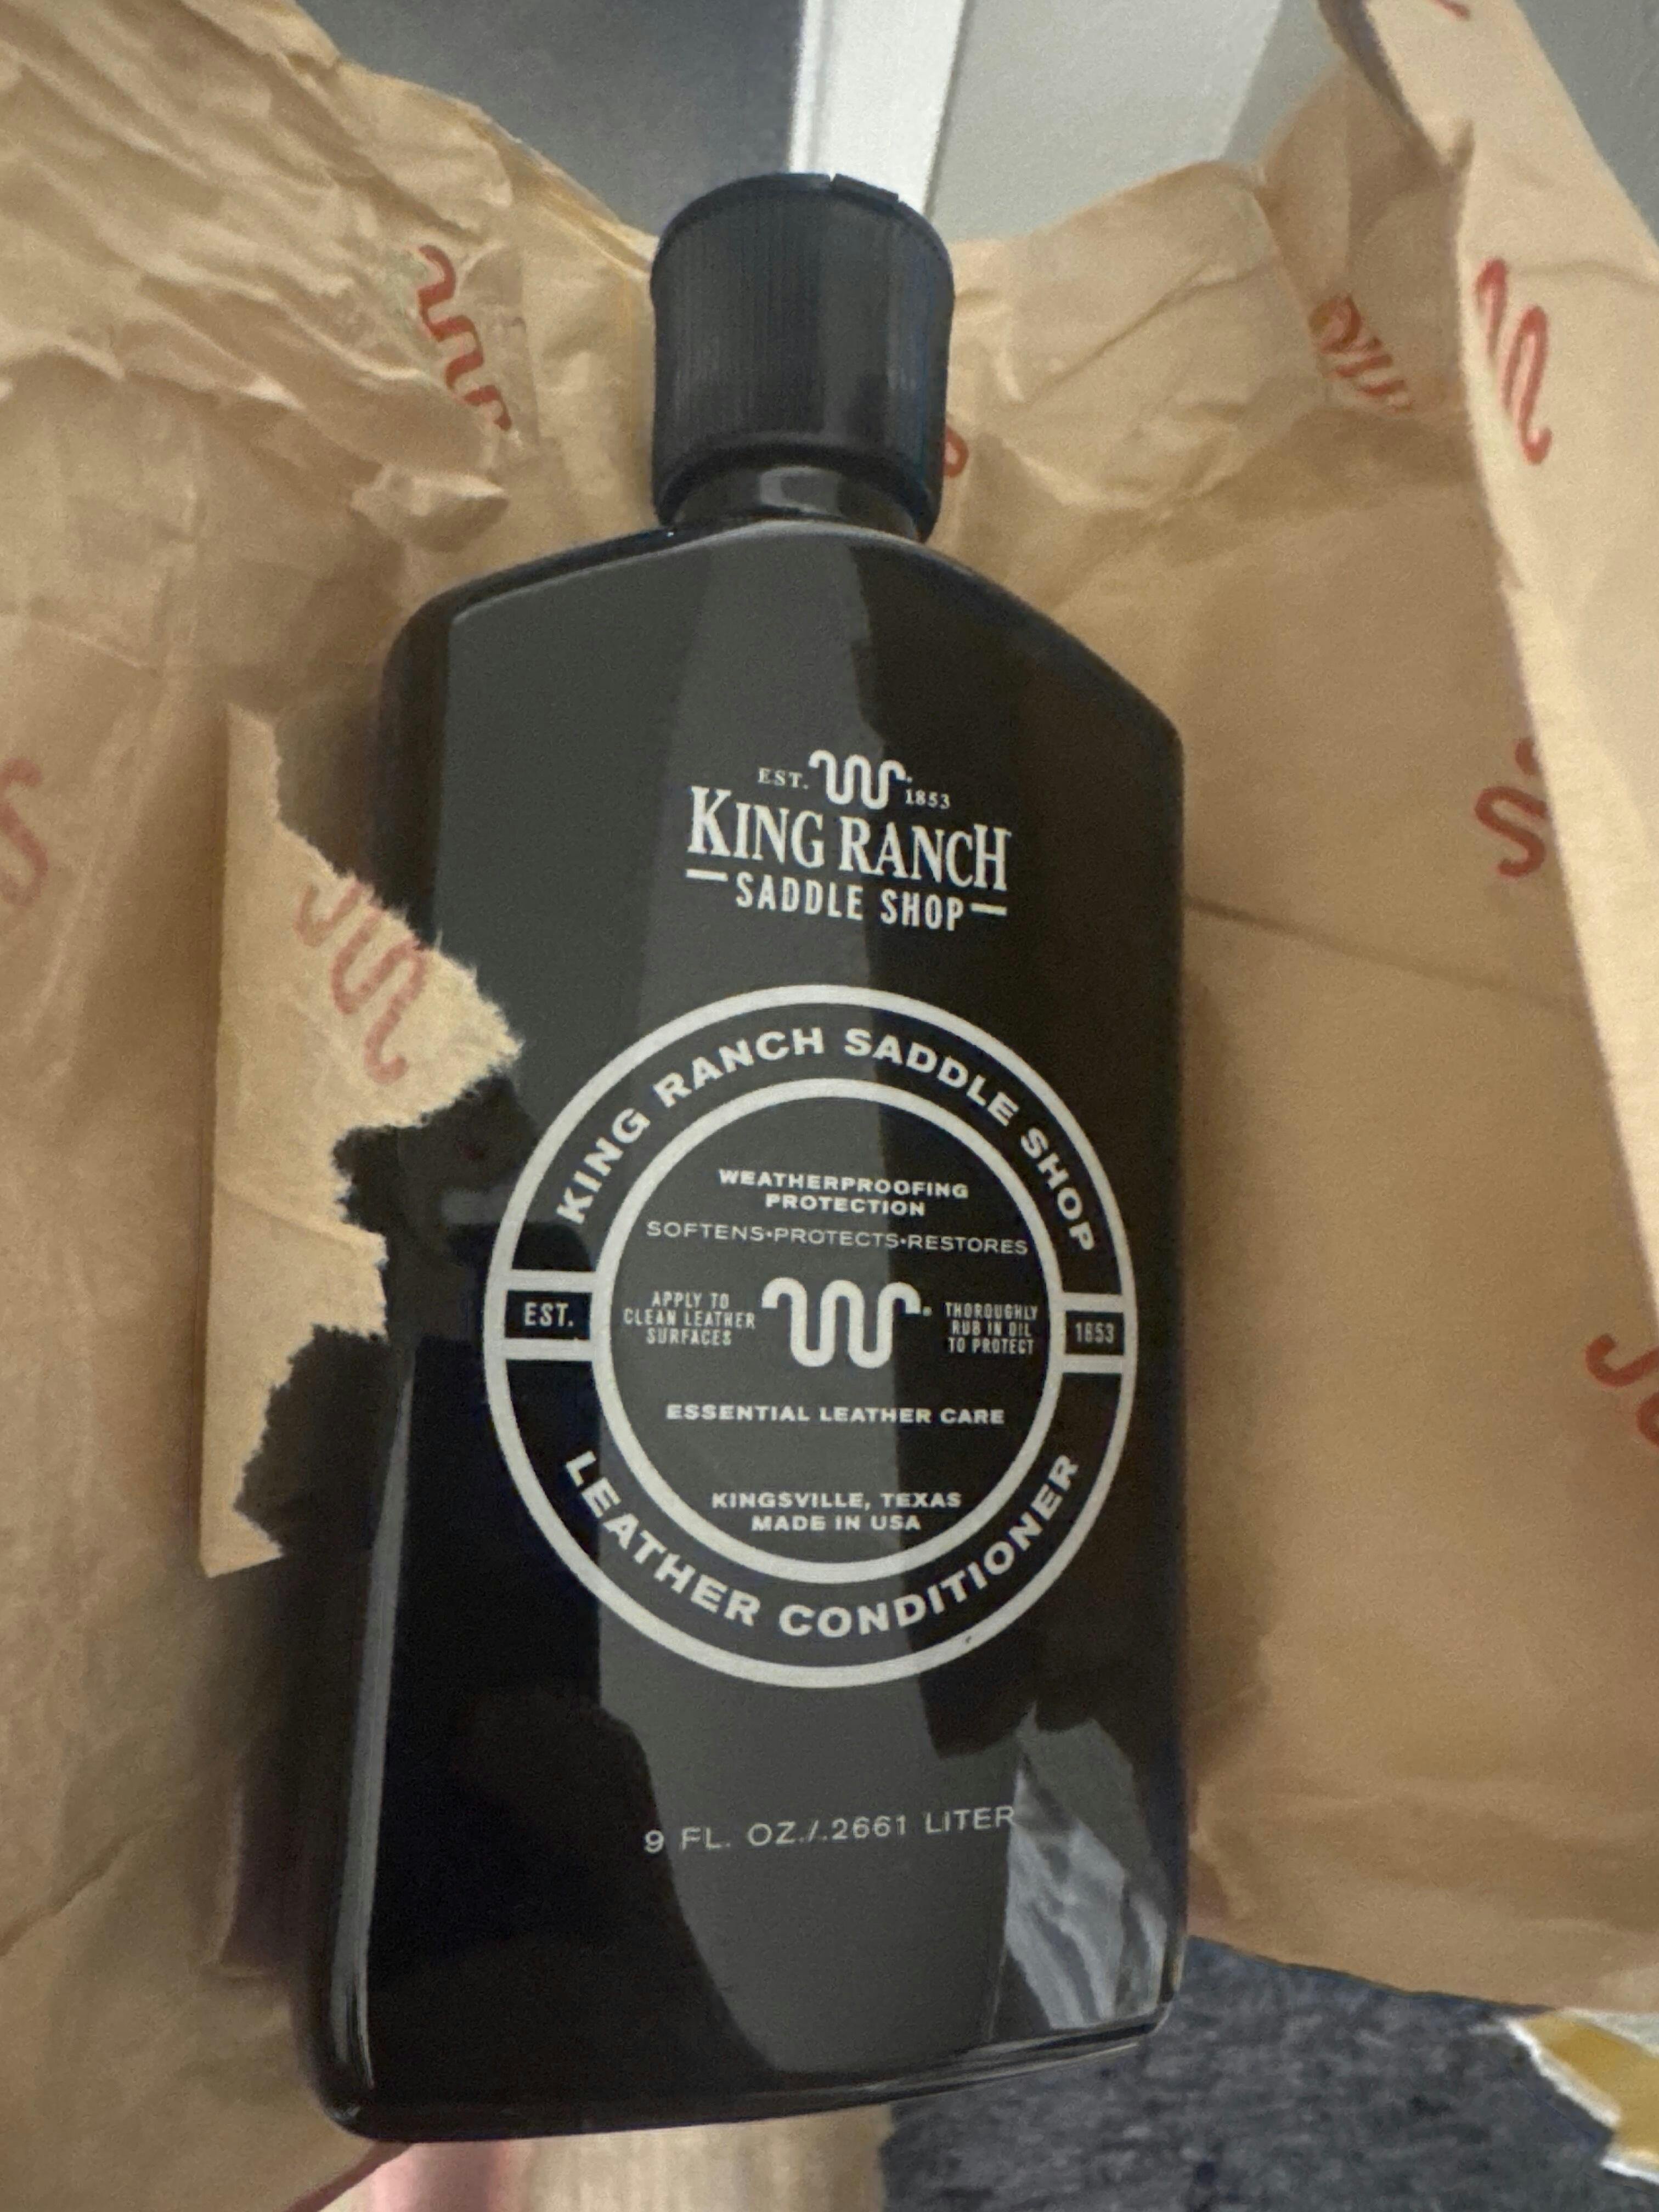 EST. 1853
KING RANCH
SADDLE SHOP
KING RANCH SADDLE SHOP
WEATHERPROOFING
PROTECTION
SOFTENS•PROTECTS•RESTORES
EST.
APPLY TO
CLEAN LEATHER
SURFACES
THOROUGHLY
RUB IN OIL
TO PROTECT
1853
ESSENTIAL LEATHER CARE
KINGSVILLE, TEXAS
MADE IN USA
LEATHER CONDITIONER
9 FL. OZ./.2661 LITER